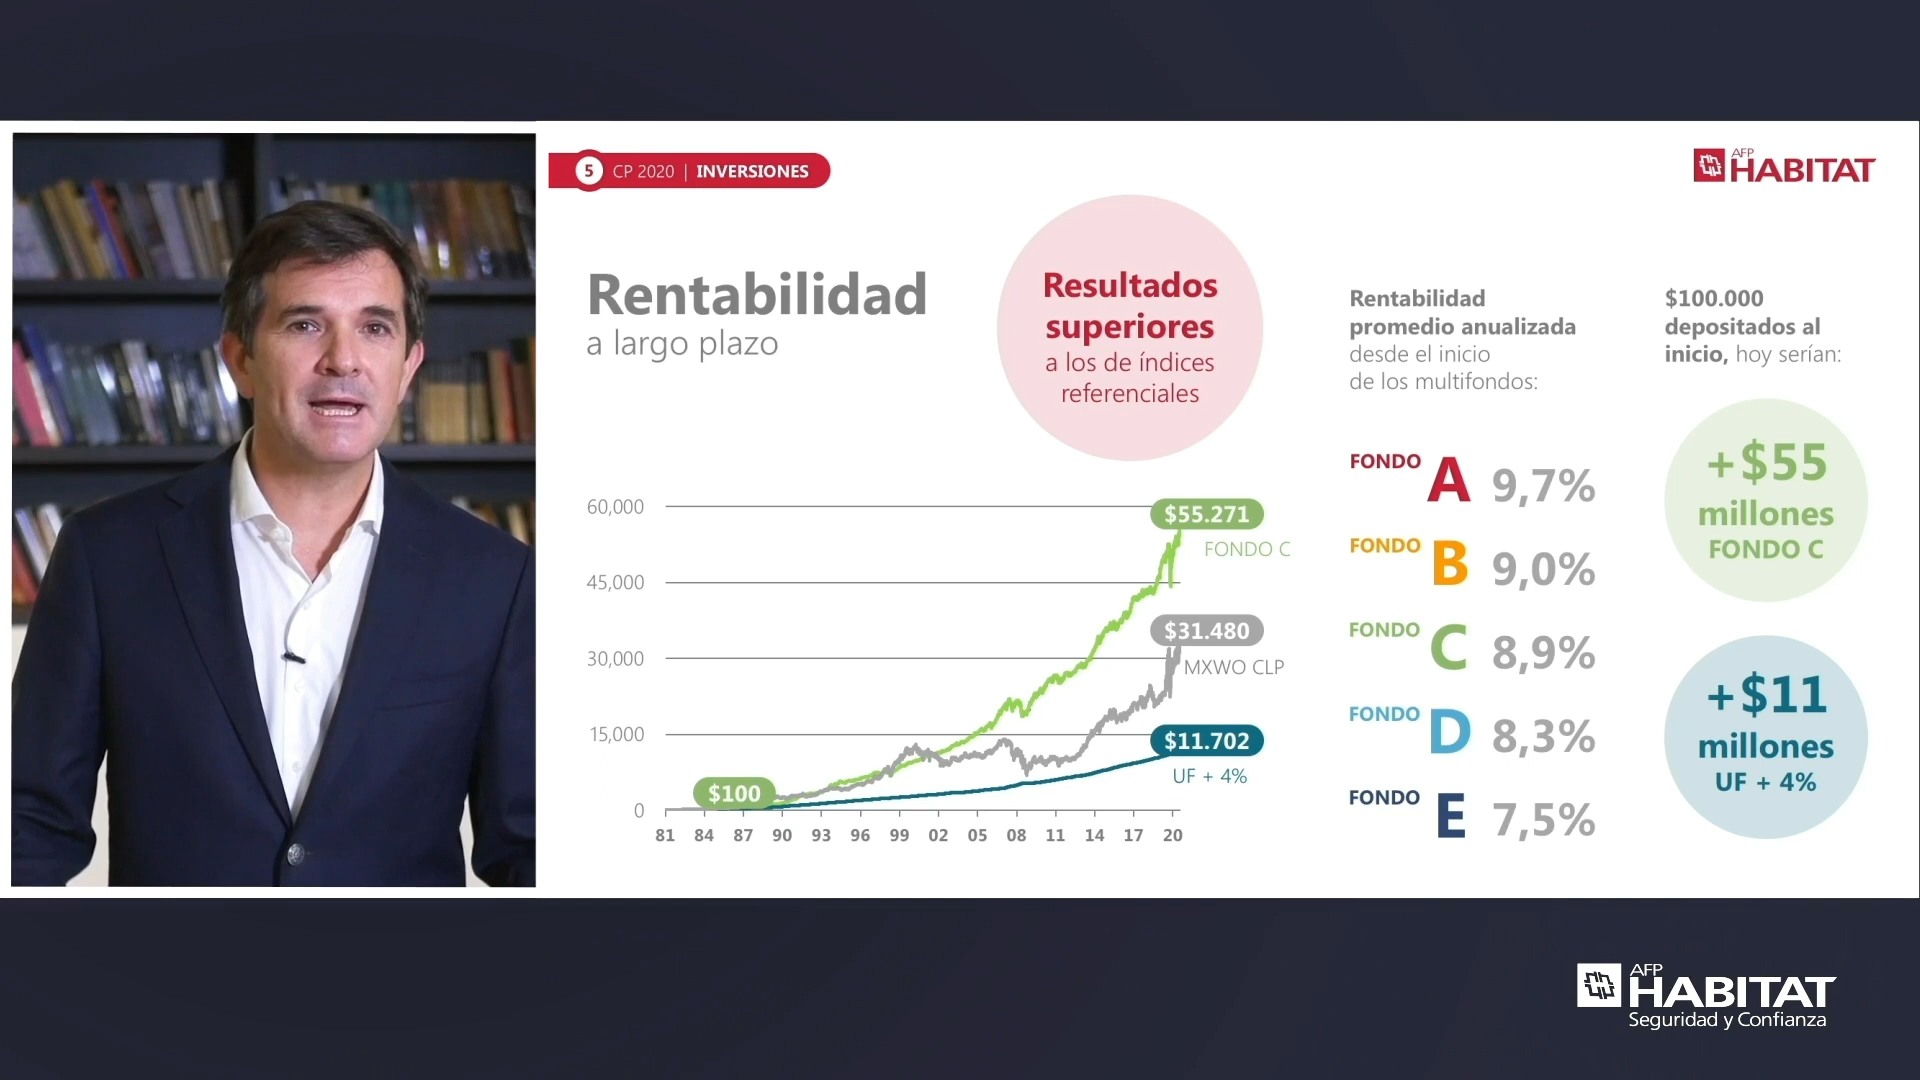 5 CP 2020 | INVERSIONES
AFP
HABITAT
Rentabilidad
a largo plazo
Resultados
superiores
a los de índices
referenciales
60,000
45,000
30,000
15,000
0
$100
$55.271
FONDO C
$31.480
MXWO CLP
$11.702
UF + 4%
81 84 87 90 93 96 99 02 05 08 11 14 17 20
Rentabilidad
promedio anualizada
desde el inicio
de los multifondos:
FONDO A 9,7%
FONDO B 9,0%
FONDO C 8,9%
FONDO D 8,3%
FONDO E 7,5%
$100.000
depositados al
inicio, hoy serían:
+$55
millones
FONDO C
+$11
millones
UF + 4%
AFP
HABITAT
Seguridad y Confianza